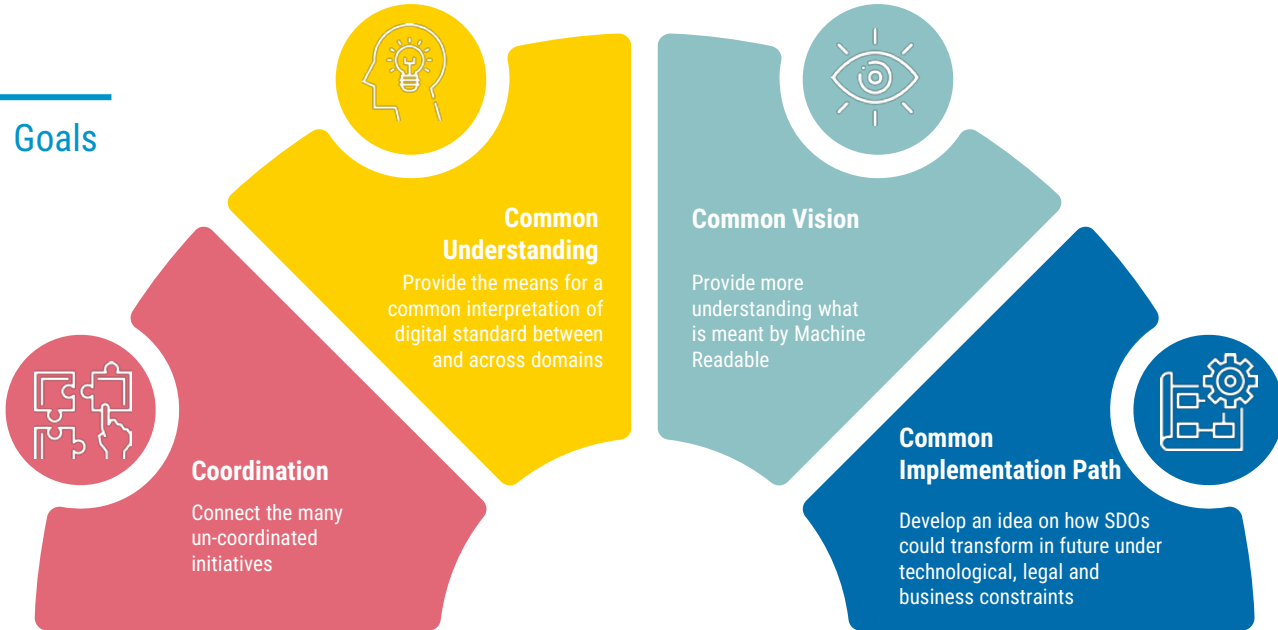 Goals
Coordination
Connect the many
un-coordinated
initiatives
Common
Understanding
Provide the means for a
common interpretation of
digital standard between
and across domains
Common Vision
Provide more
understanding what
is meant by Machine
Readable
Common
Implementation Path
Develop an idea on how SDOs
could transform in future under
technological, legal and
business constraints